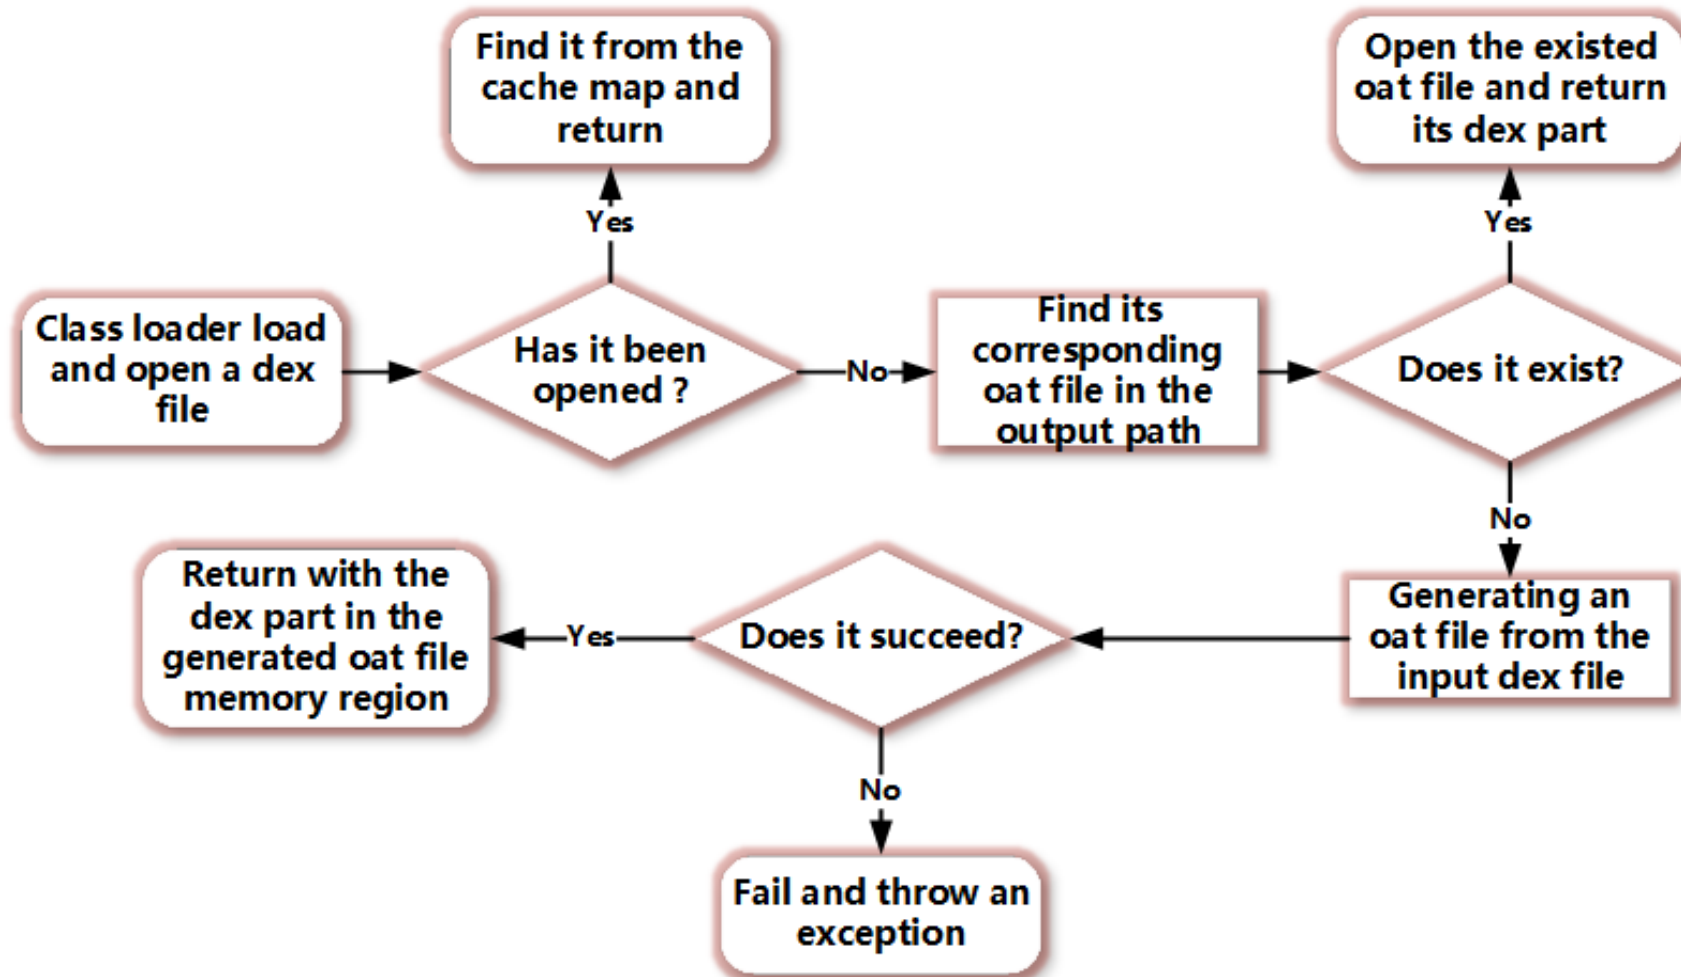 Find it from the
cache map and
return
Open the existed
oat file and return
its dex part
Yes
Yes
Class loader load
and open a dex
file
Has it been
opened ?
No
Find its
corresponding
oat file in the
output path
Does it exist?
No
Return with the
dex part in the
generated oat file
memory region
Yes
Does it succeed?
Generating an
oat file from the
input dex file
No
Fail and throw an
exception